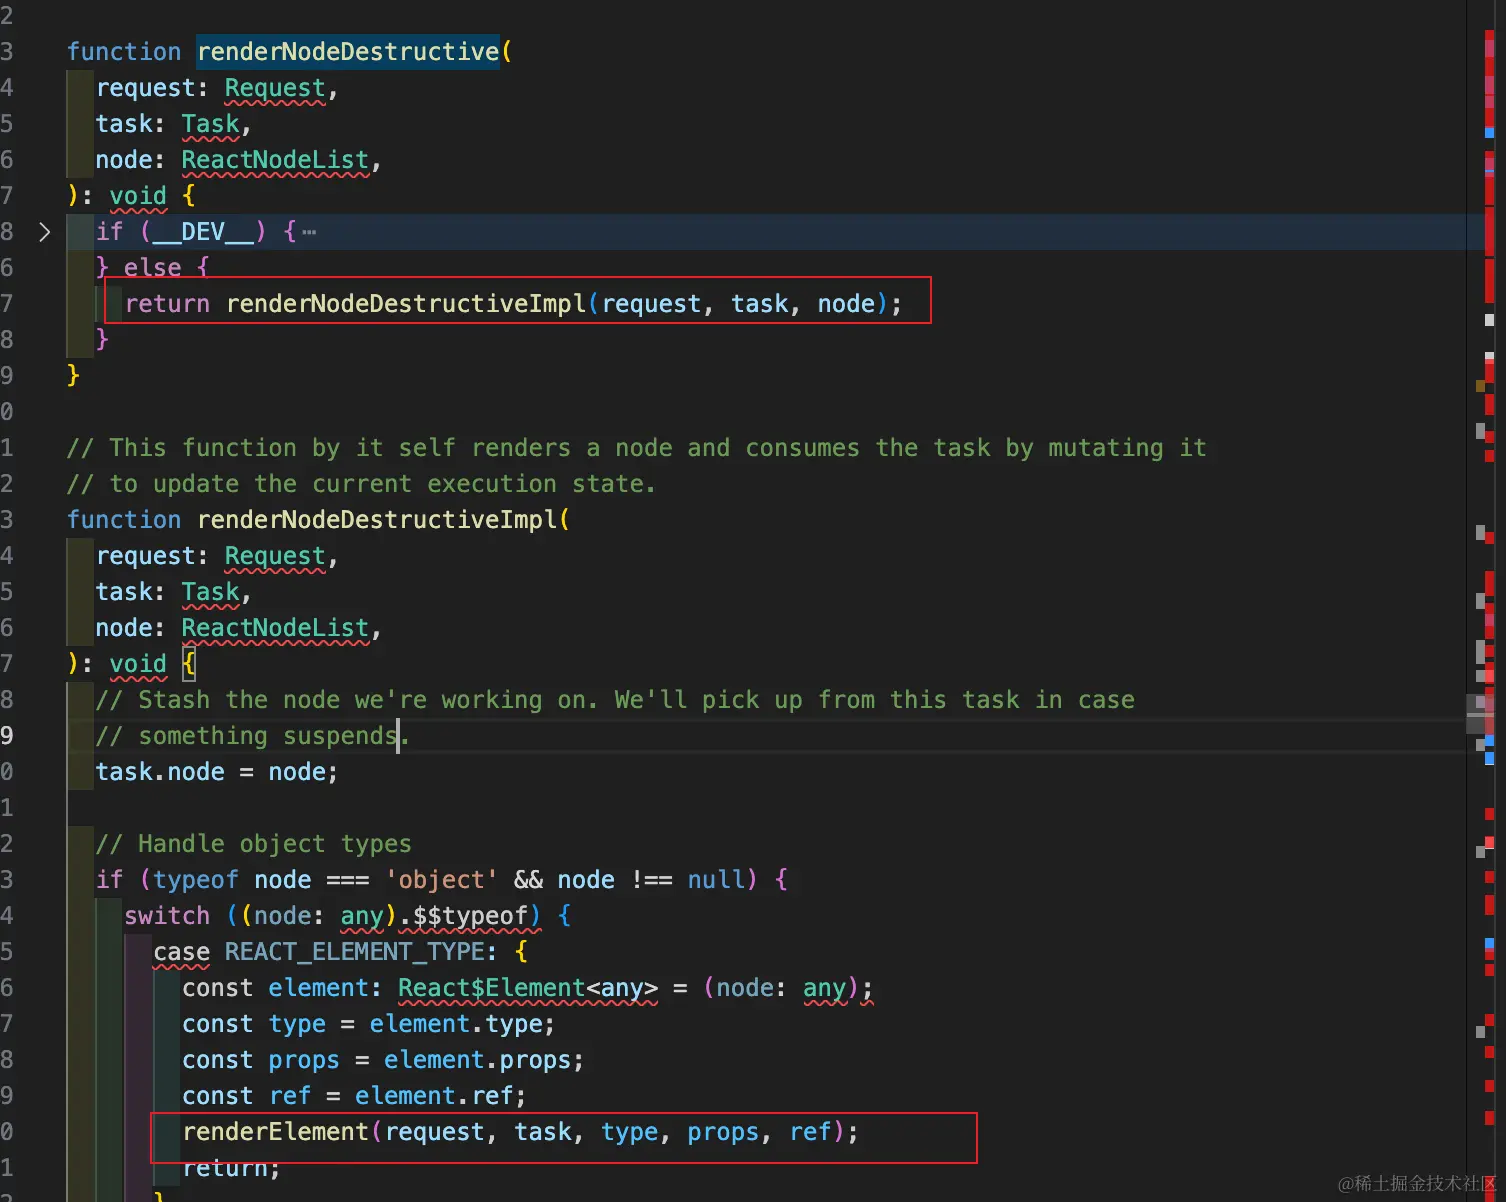 2
3 function renderNodeDestructive(
4 request: Request,
5 task: Task,
6 node: ReactNodeList,
7 ): void {
8 if (__DEV__) {⋯
6 } else {
7 return renderNodeDestructiveImpl(request, task, node);
8 }
9 }
0
1 // This function by it self renders a node and consumes the task by mutating it
2 // to update the current execution state.
3 function renderNodeDestructiveImpl(
4 request: Request,
5 task: Task,
6 node: ReactNodeList,
7 ): void {
8 // Stash the node we're working on. We'll pick up from this task in case
9 // something suspends.
0 task.node = node;
1
2 // Handle object types
3 if (typeof node === 'object' && node !== null) {
4 switch ((node: any).$$typeof) {
5 case REACT_ELEMENT_TYPE: {
6 const element: React$Element<any> = (node: any);
7 const type = element.type;
8 const props = element.props;
9 const ref = element.ref;
0 renderElement(request, task, type, props, ref);
1 return;
2 }
@稀土掘金技术社区